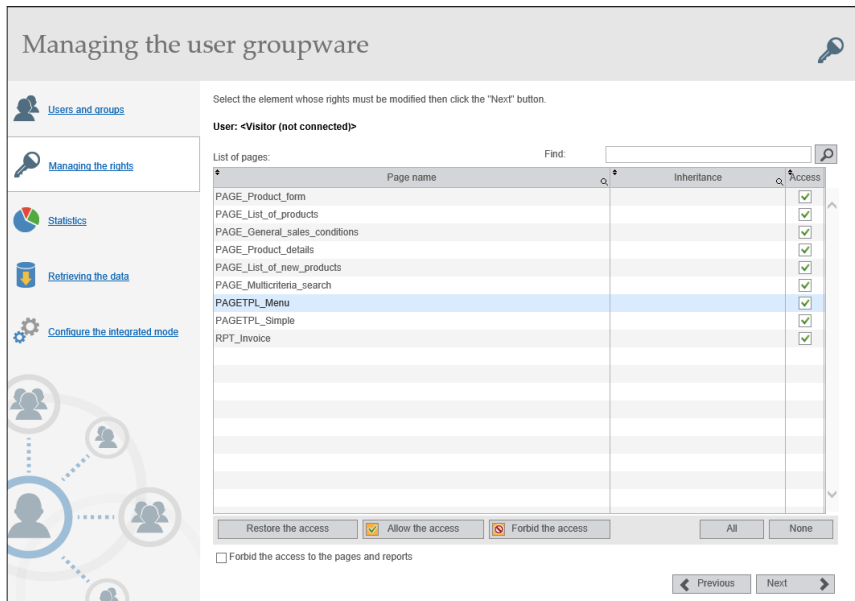 Managing the user groupware
Users and groups
Managing the rights
Statistics
Retrieving the data
Configure the integrated mode
Select the element whose rights must be modified then click the "Next" button.
User: <Visitor (not connected)>
List of pages:
Find:
Page name Inheritance Access
PAGE_Product_form
PAGE_List_of_products
PAGE_General_sales_conditions
PAGE_Product_details
PAGE_List_of_new_products
PAGE_Multicriteria_search
PAGETPL_Menu
PAGETPL_Simple
RPT_Invoice
Restore the access Allow the access Forbid the access All None
Forbid the access to the pages and reports
Previous Next